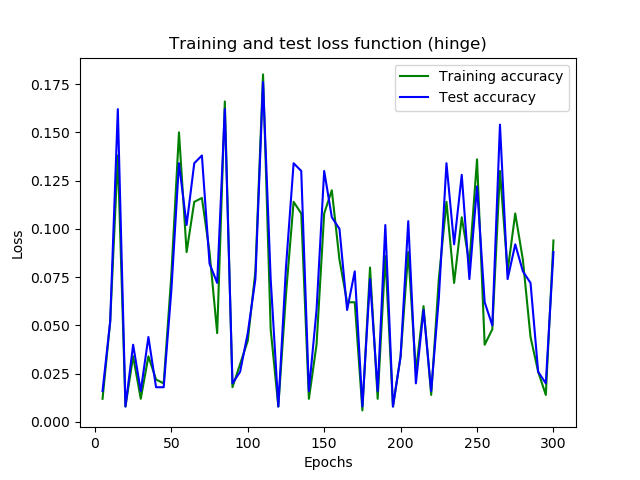 Training and test loss function (hinge)
Training accuracy
Test accuracy
0.175
0.150
0.125
0.100
0.075
0.050
0.025
0.000
Loss
0 50 100 150 200 250 300
Epochs